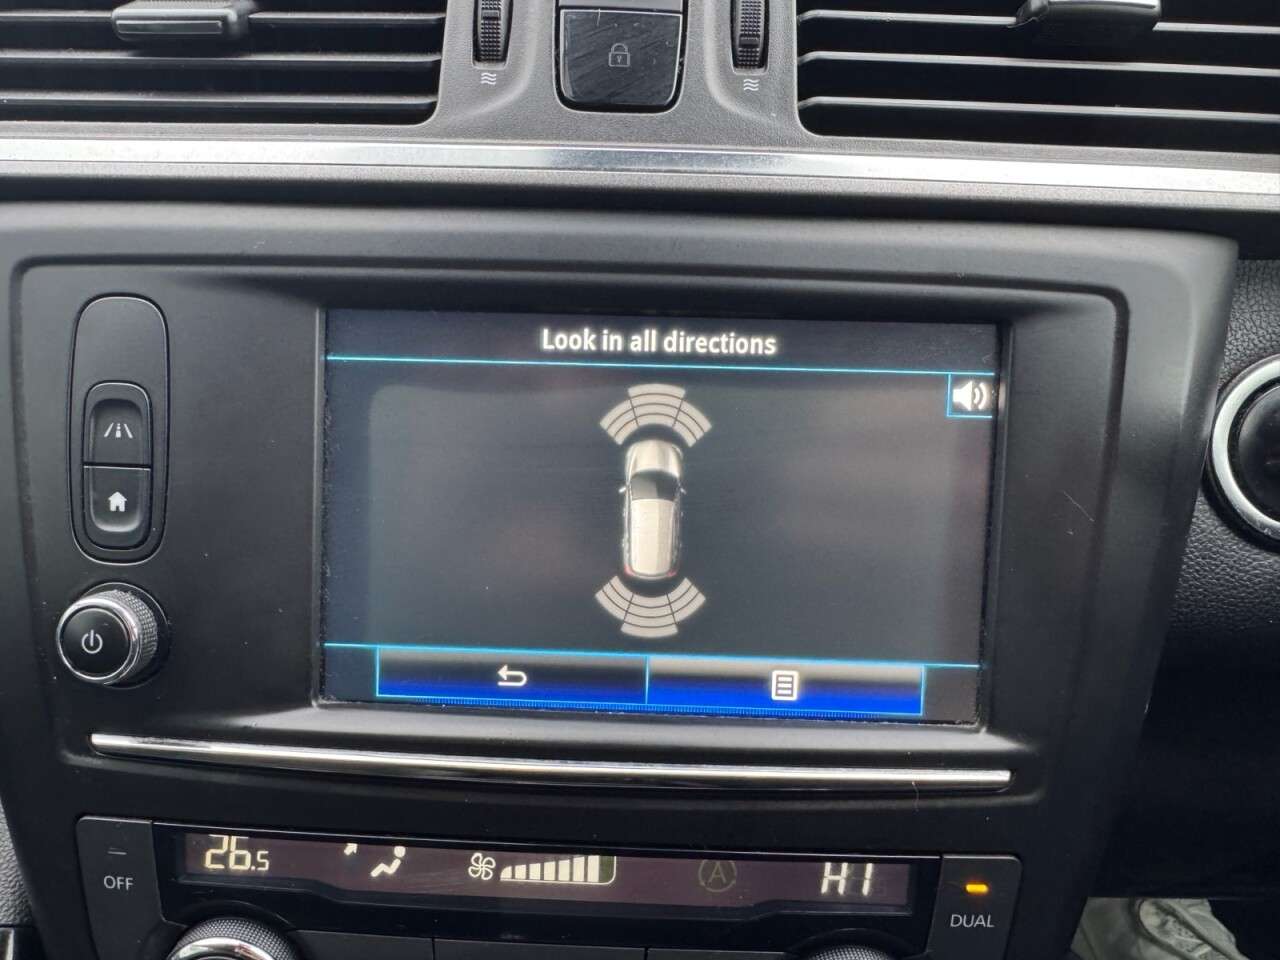 Look in all directions
26.5
A
HI
OFF
DUAL